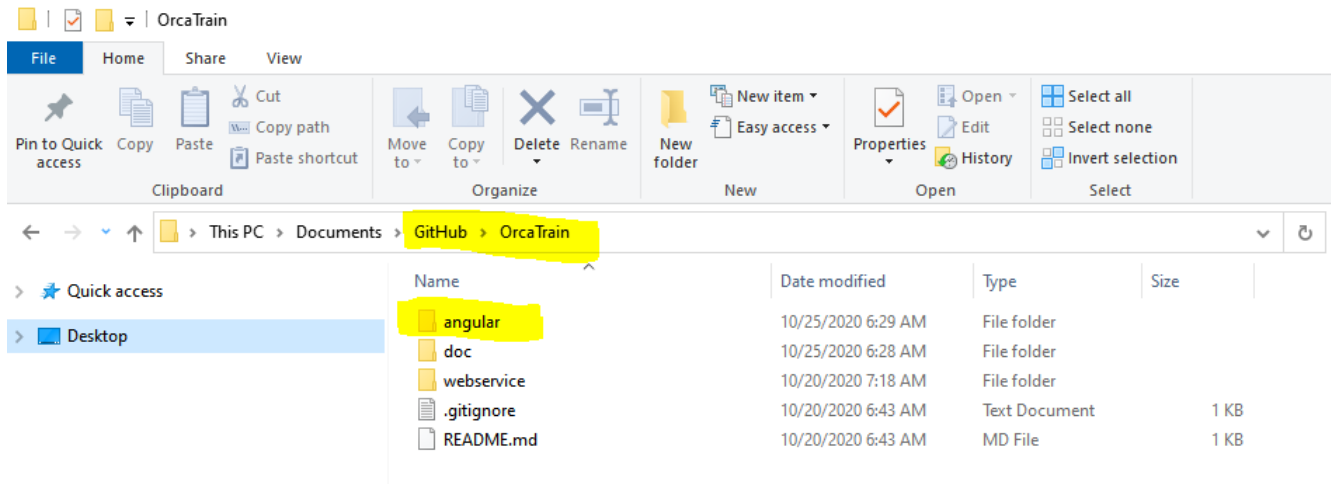 OrcaTrain
File Home Share View
Pin to Quick access
Copy
Paste
Cut
Copy path
Paste shortcut
Clipboard
Move to
Copy to
Delete
Rename
Organize
New folder
New item
Easy access
New
Properties
Open
Edit
History
Open
Select all
Select none
Invert selection
Select
This PC > Documents > GitHub > OrcaTrain
Quick access
Desktop
Name Date modified Type Size
angular 10/25/2020 6:29 AM File folder
doc 10/25/2020 6:28 AM File folder
webservice 10/20/2020 7:18 AM File folder
.gitignore 10/20/2020 6:43 AM Text Document 1 KB
README.md 10/20/2020 6:43 AM MD File 1 KB